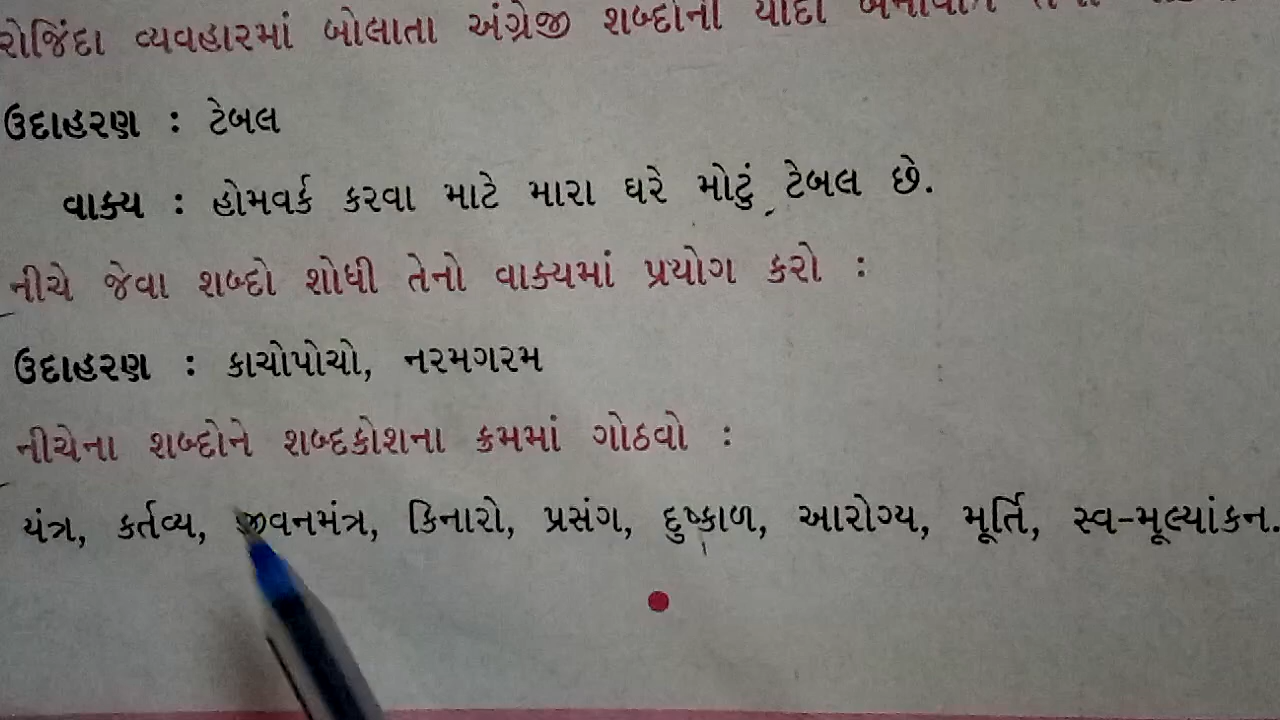 રોજિંદા વ્યવહારમાં બોલાતા અંગ્રેજી શબ્દોની યાદી
ઉદાહરણ : ટેબલ
વાક્ય : હોમવર્ક કરવા માટે મારા ઘરે મોટું ટેબલ છે.
નીચે જેવા શબ્દો શોધી તેનો વાક્યમાં પ્રયોગ કરો :
ઉદાહરણ : કાચોપોચો, નરમગરમ
નીચેના શબ્દોને શબ્દકોશના ક્રમમાં ગોઠવો :
યંત્ર, કર્તવ્ય, જીવનમંત્ર, કિનારો, પ્રસંગ, દુષ્કાળ, આરોગ્ય, મૂર્તિ, સ્વ-મૂલ્યાંકન.